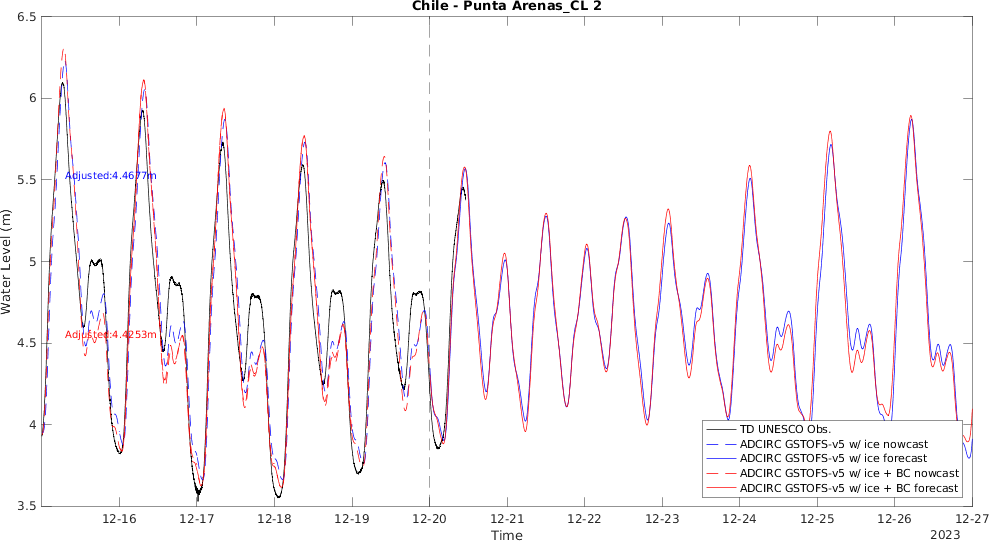 Chile - Punta Arenas_CL 2
6.5
6
5.5
5
4.5
4
3.5
Water Level (m)
Adjusted:4.4677m
Adjusted:4.4253m
TD UNESCO Obs.
ADCIRC GSTOFS-v5 w/ ice nowcast
ADCIRC GSTOFS-v5 w/ ice forecast
ADCIRC GSTOFS-v5 w/ ice + BC nowcast
ADCIRC GSTOFS-v5 w/ ice + BC forecast
12-16 12-17 12-18 12-19 12-20 12-21 12-22 12-23 12-24 12-25 12-26 12-27
Time
2023